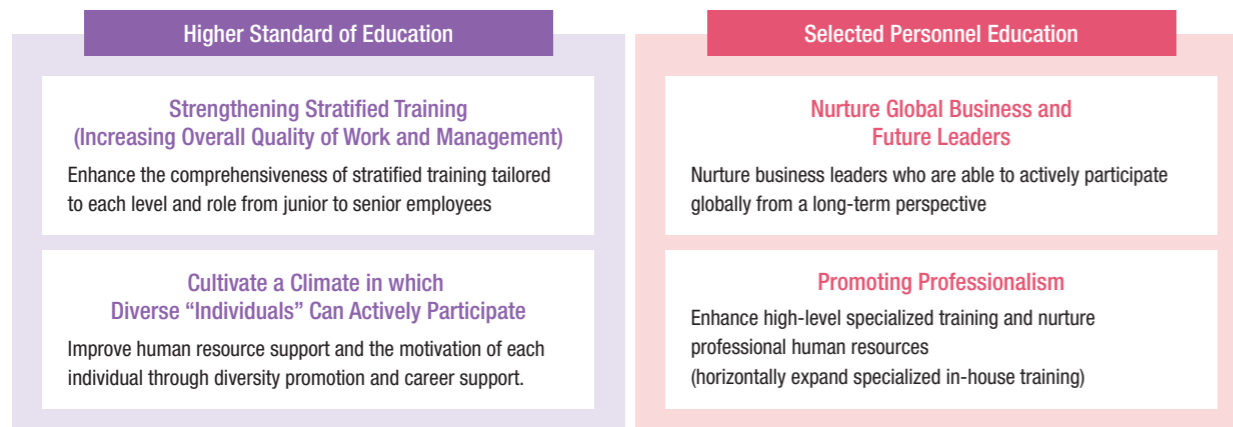 Higher Standard of Education
Strengthening Stratified Training
(Increasing Overall Quality of Work and Management)
Enhance the comprehensiveness of stratified training tailored
to each level and role from junior to senior employees
Cultivate a Climate in which
Diverse “Individuals” Can Actively Participate
Improve human resource support and the motivation of each
individual through diversity promotion and career support.
Selected Personnel Education
Nurture Global Business and
Future Leaders
Nurture business leaders who are able to actively participate
globally from a long-term perspective
Promoting Professionalism
Enhance high-level specialized training and nurture
professional human resources
(horizontally expand specialized in-house training)